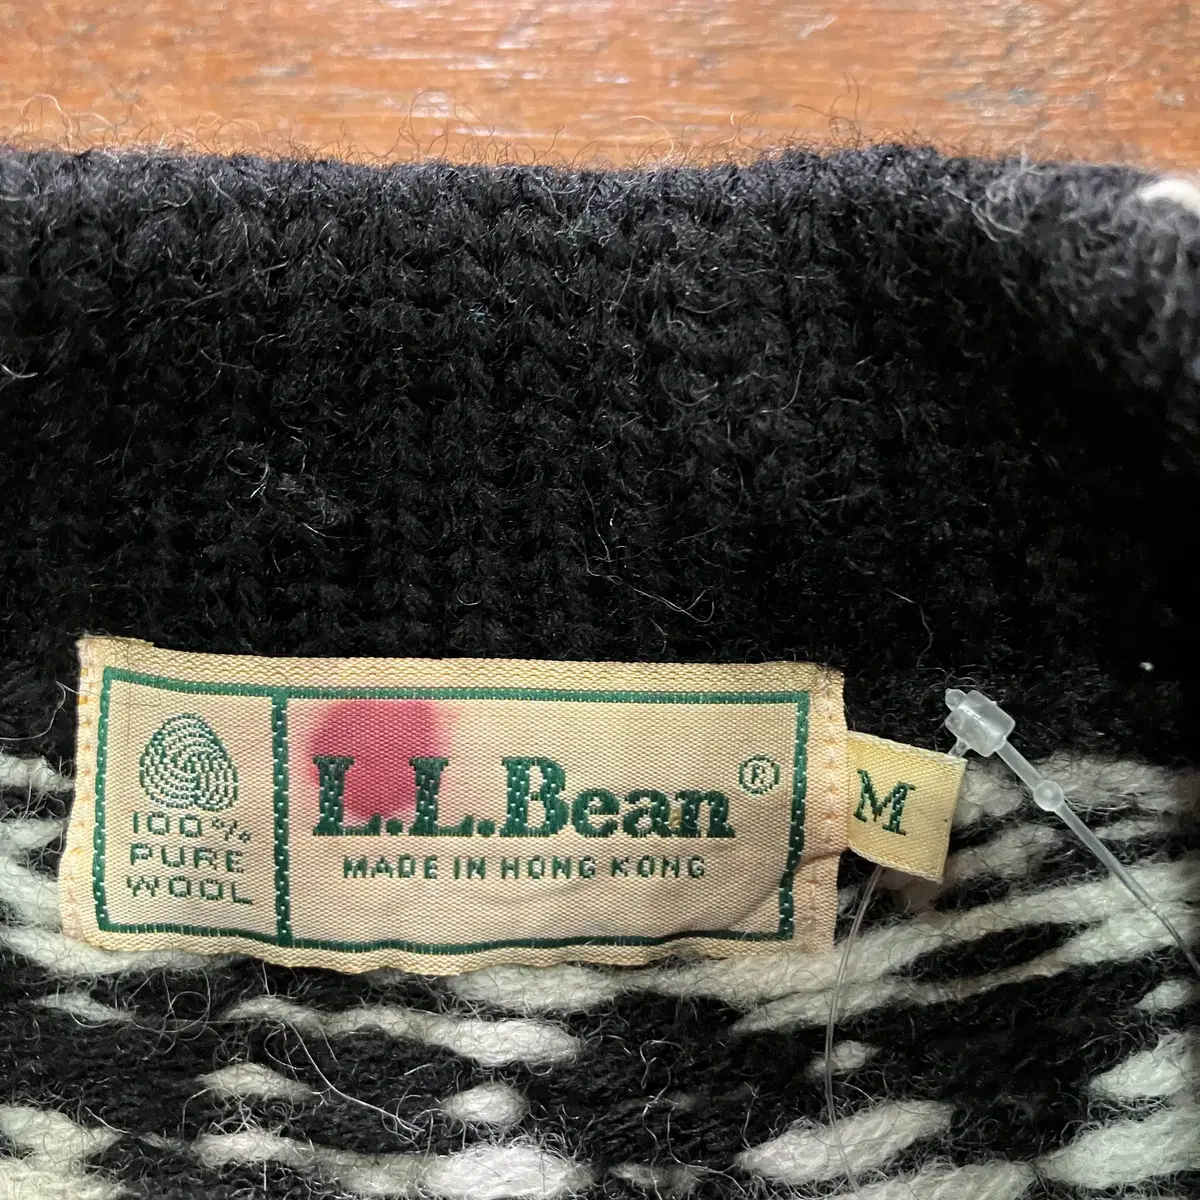 100%
PURE
WOOL
L.L.Bean®
MADE IN HONG KONG
M